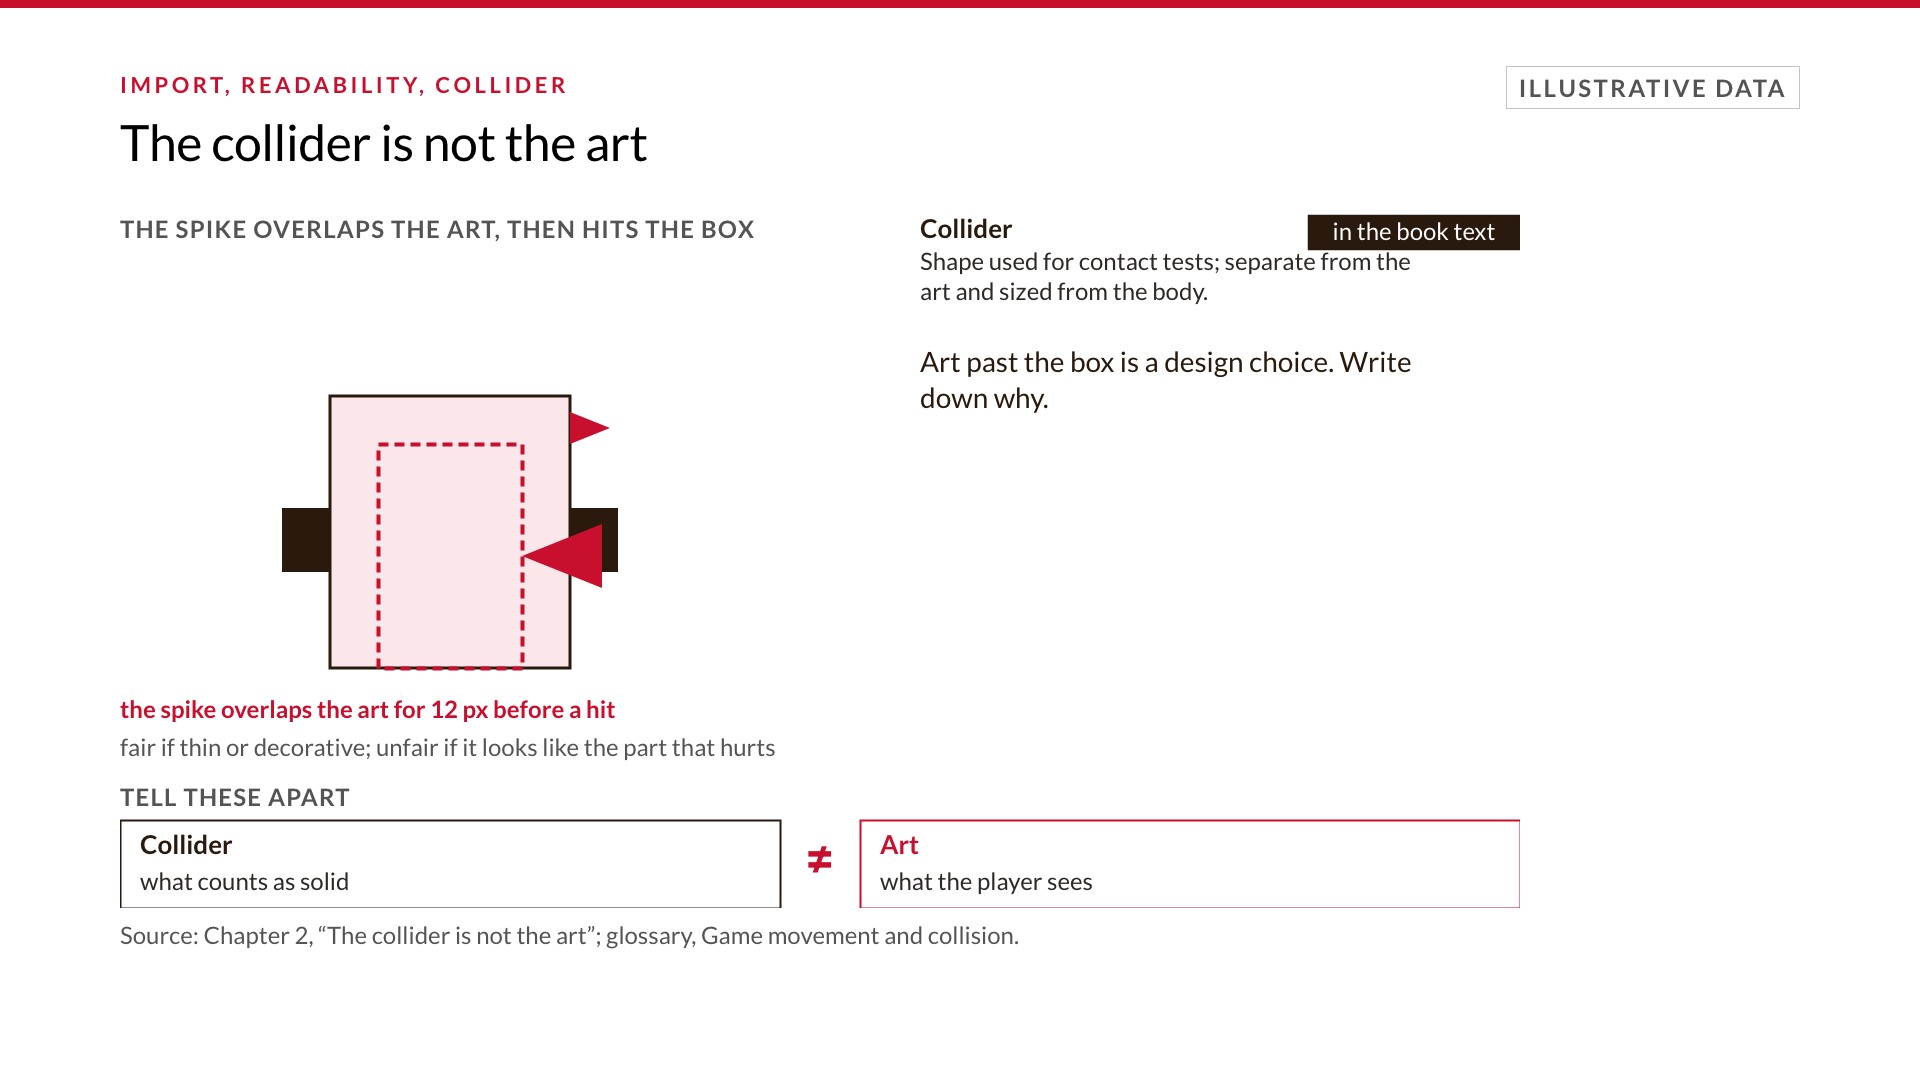 IMPORT, READABILITY, COLLIDER
ILLUSTRATIVE DATA
The collider is not the art
THE SPIKE OVERLAPS THE ART, THEN HITS THE BOX
Collider
in the book text
Shape used for contact tests; separate from the
art and sized from the body.
Art past the box is a design choice. Write
down why.
the spike overlaps the art for 12 px before a hit
fair if thin or decorative; unfair if it looks like the part that hurts
TELL THESE APART
Collider
what counts as solid
≠
Art
what the player sees
Source: Chapter 2, “The collider is not the art”; glossary, Game movement and collision.